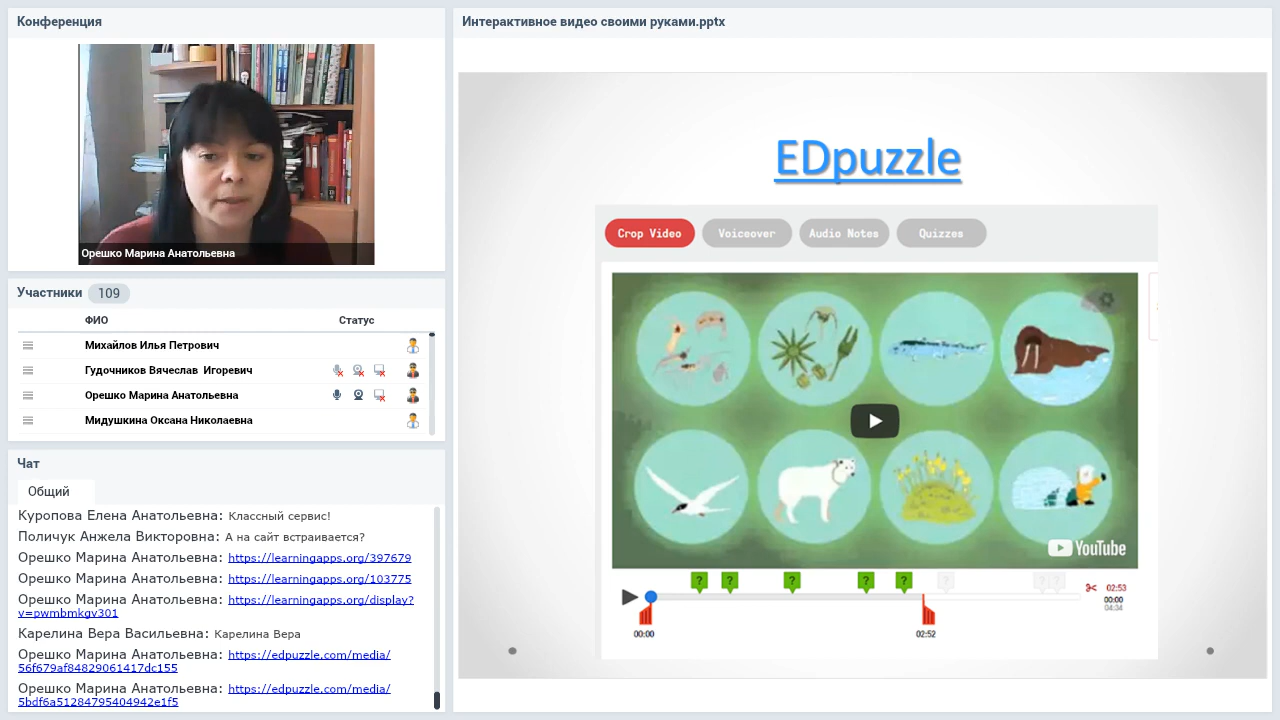 Конференция
Орешко Марина Анатольевна
Участники 109
ФИО Статус
Михайлов Илья Петрович
Гудочников Вячеслав Игоревич
Орешко Марина Анатольевна
Мидушкина Оксана Николаевна
Чат
Общий
Куропова Елена Анатольевна: Классный сервис!
Поличук Анжела Викторовна: А на сайт встраивается?
Орешко Марина Анатольевна: https://learningapps.org/397679
Орешко Марина Анатольевна: https://learningapps.org/103775
Орешко Марина Анатольевна: https://learningapps.org/display?
v=pwmbmkgv301
Карелина Вера Васильевна: Карелина Вера
Орешко Марина Анатольевна: https://edpuzzle.com/media/
56f679af84829061417dc155
Орешко Марина Анатольевна: https://edpuzzle.com/media/
5bdf6a51284795404942e1f5
Интерактивное видео своими руками.pptx
EDpuzzle
Crop Video Voiceover Audio Notes Quizzes
YouTube
? ? ? ? ? ? ? ?
02:53
00:00
04:34
00:00 02:52